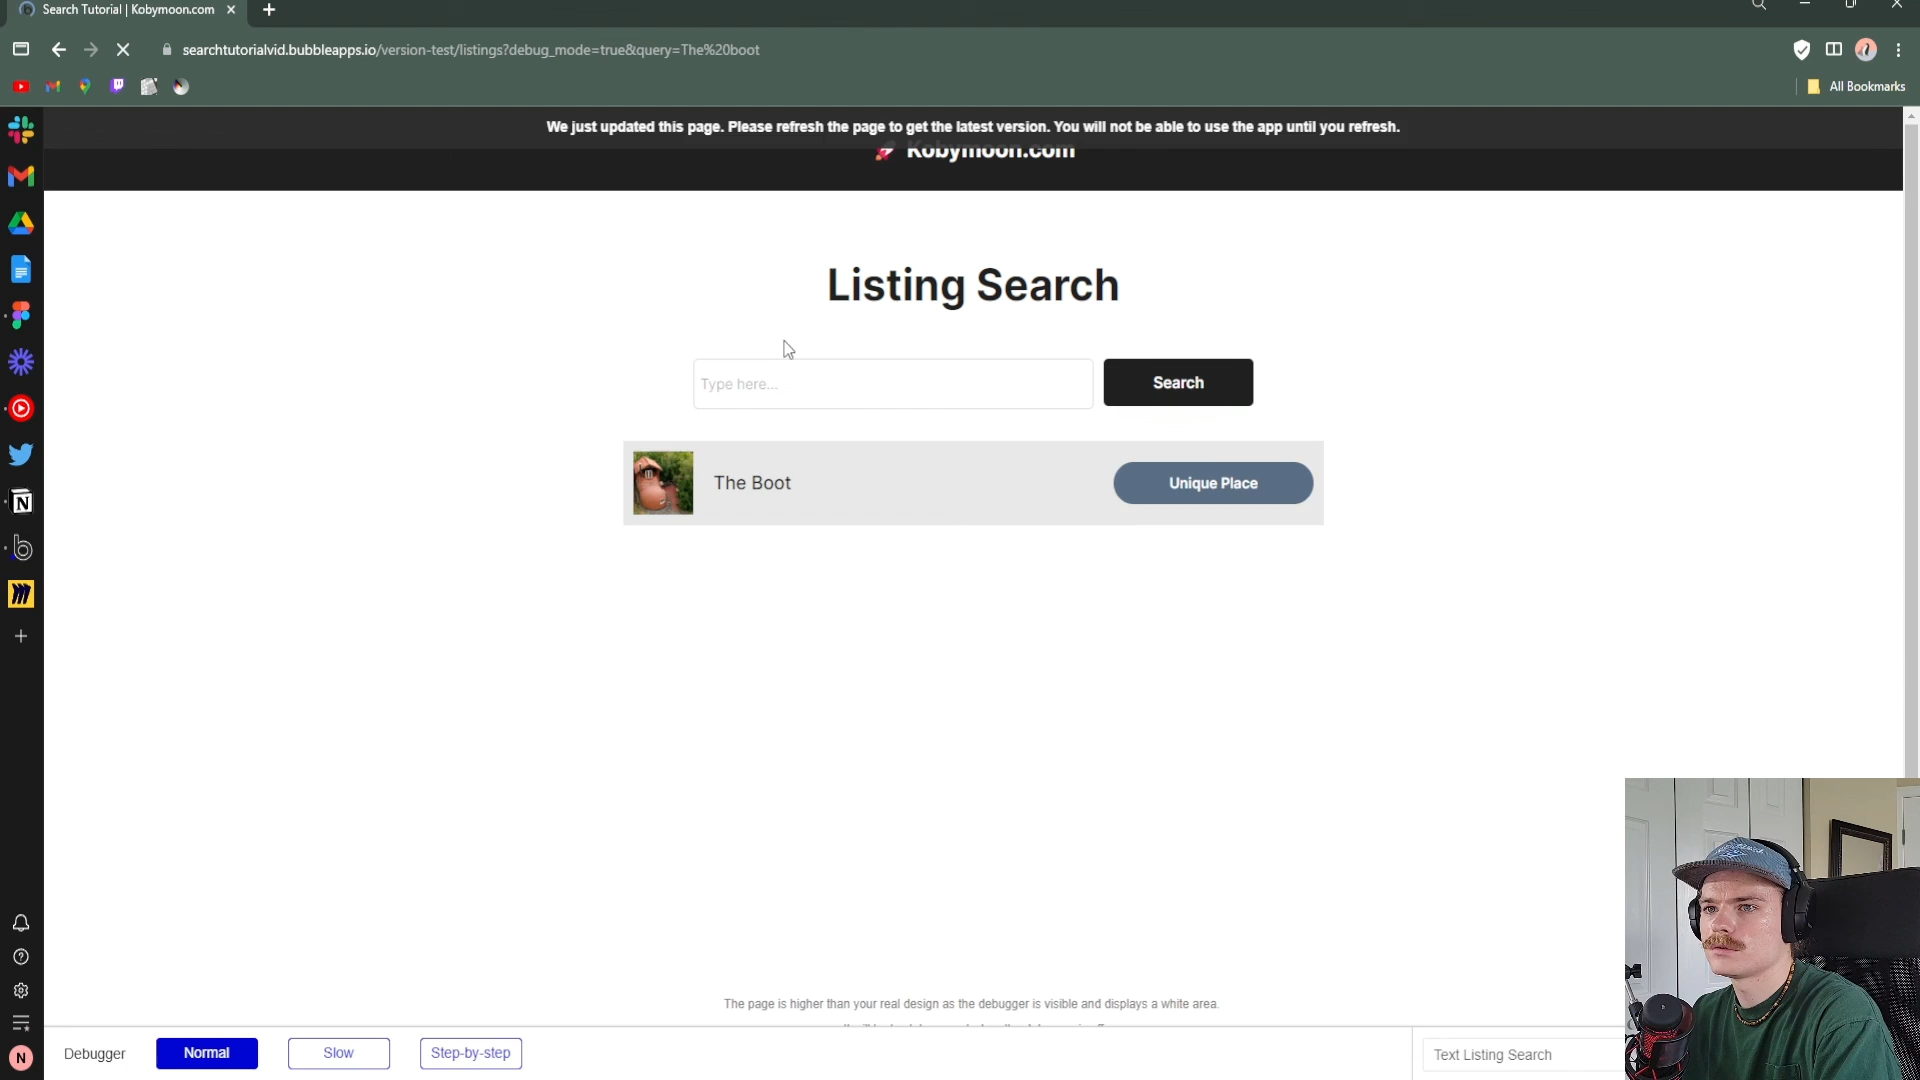 Search Tutorial | Kobymoon.com
searchtutorialvid.bubbleapps.io/version-test/listings?debug_mode=true&query=The%20boot
All Bookmarks
We just updated this page. Please refresh the page to get the latest version. You will not be able to use the app until you refresh.
Kobymoon.com
Listing Search
Type here...
Search
The Boot
Unique Place
The page is higher than your real design as the debugger is visible and displays a white area.
Debugger
Normal
Slow
Step-by-step
Text Listing Search
N